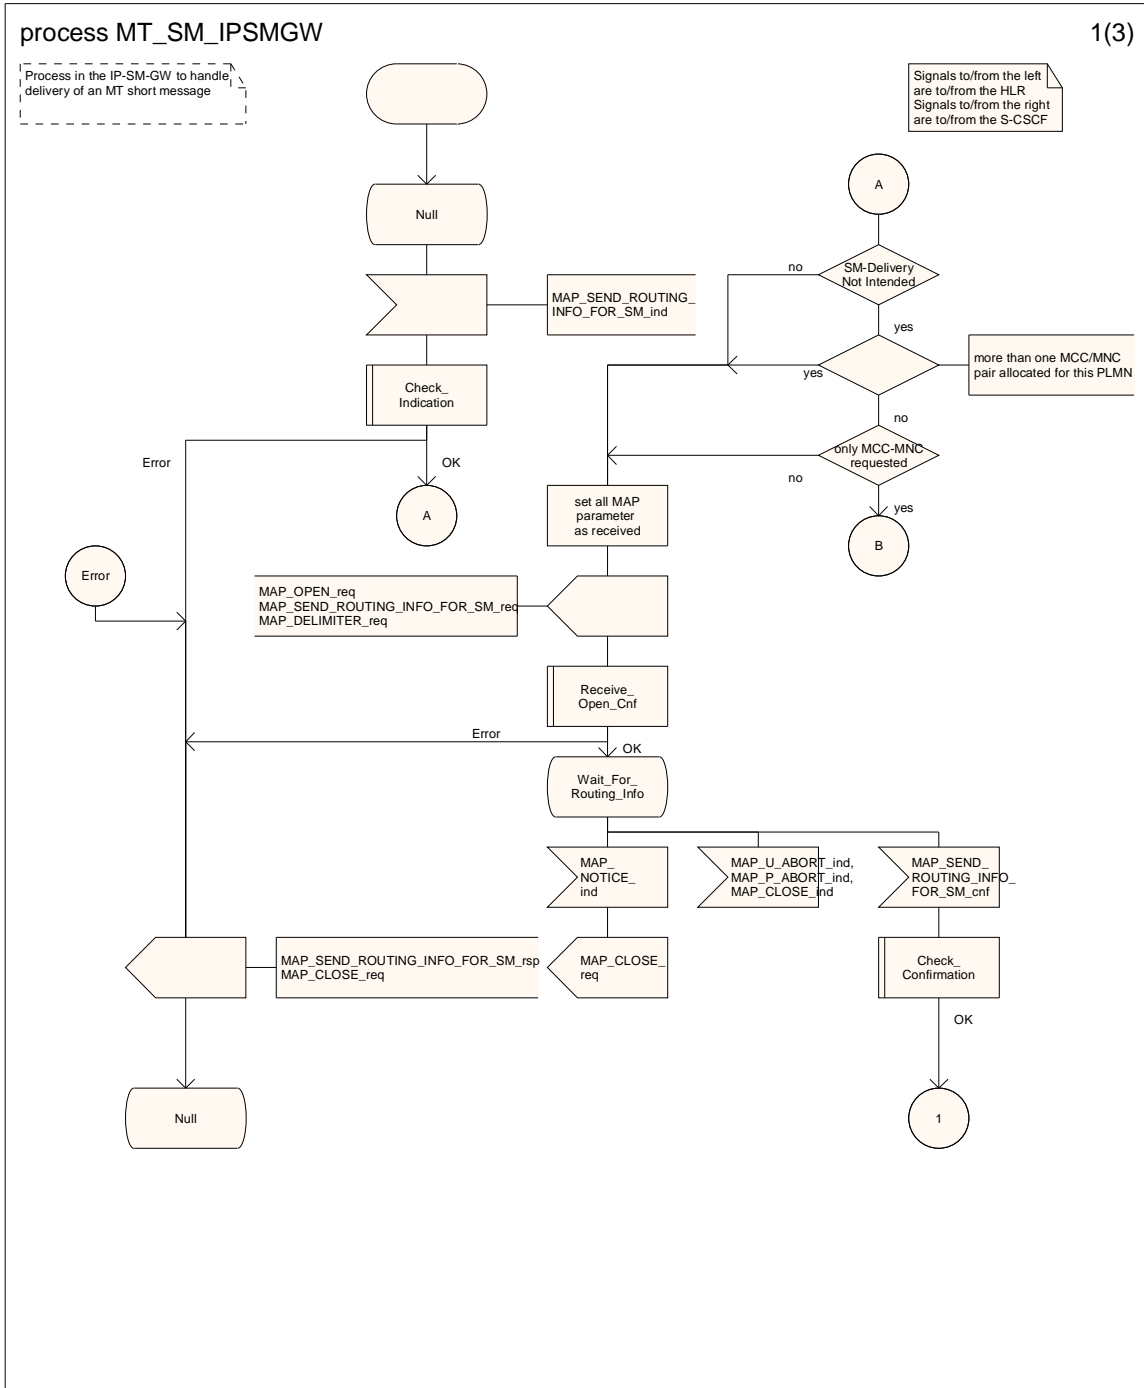 process MT_SM_IPSMGW
1(3)
Process in the IP-SM-GW to handle
delivery of an MT short message
Signals to/from the left
are to/from the HLR
Signals to/from the right
are to/from the S-CSCF
Null
MAP_SEND_ROUTING_
INFO_FOR_SM_ind
Check_
Indication
Error
OK
A
A
SM-Delivery
Not Intended
no
yes
more than one MCC/MNC
pair allocated for this PLMN
yes
no
only MCC-MNC
requested
no
yes
B
set all MAP
parameter
as received
Error
MAP_OPEN_req
MAP_SEND_ROUTING_INFO_FOR_SM_req
MAP_DELIMITER_req
Receive_
Open_Cnf
Error
OK
Wait_For_
Routing_Info
MAP_
NOTICE_
ind
MAP_U_ABORT_ind,
MAP_P_ABORT_ind,
MAP_CLOSE_ind
MAP_SEND_
ROUTING_INFO_
FOR_SM_cnf
MAP_SEND_ROUTING_INFO_FOR_SM_rsp
MAP_CLOSE_req
MAP_CLOSE_
req
Check_
Confirmation
OK
Null
1